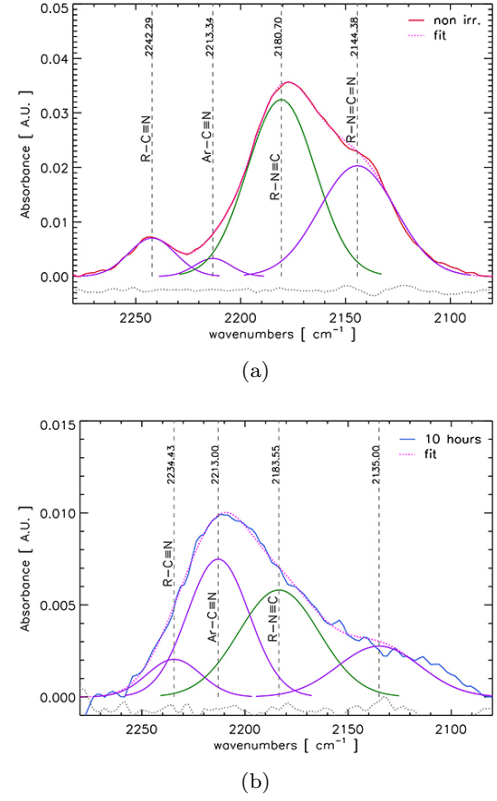 0.05
0.04
0.03
0.02
0.01
0.00
Absorbance [ A.U. ]
2242.29
2213.34
2180.70
2144.38
R-C≡N
Ar-C≡N
R-N≡C
R-N=C=N
non irr.
fit
2250 2200 2150 2100
wavenumbers [ cm⁻¹ ]
(a)
0.015
0.010
0.005
0.000
Absorbance [ A.U. ]
2234.43
2213.00
2183.55
2135.00
R-C≡N
Ar-C≡N
R-N≡C
10 hours
fit
2250 2200 2150 2100
wavenumbers [ cm⁻¹ ]
(b)